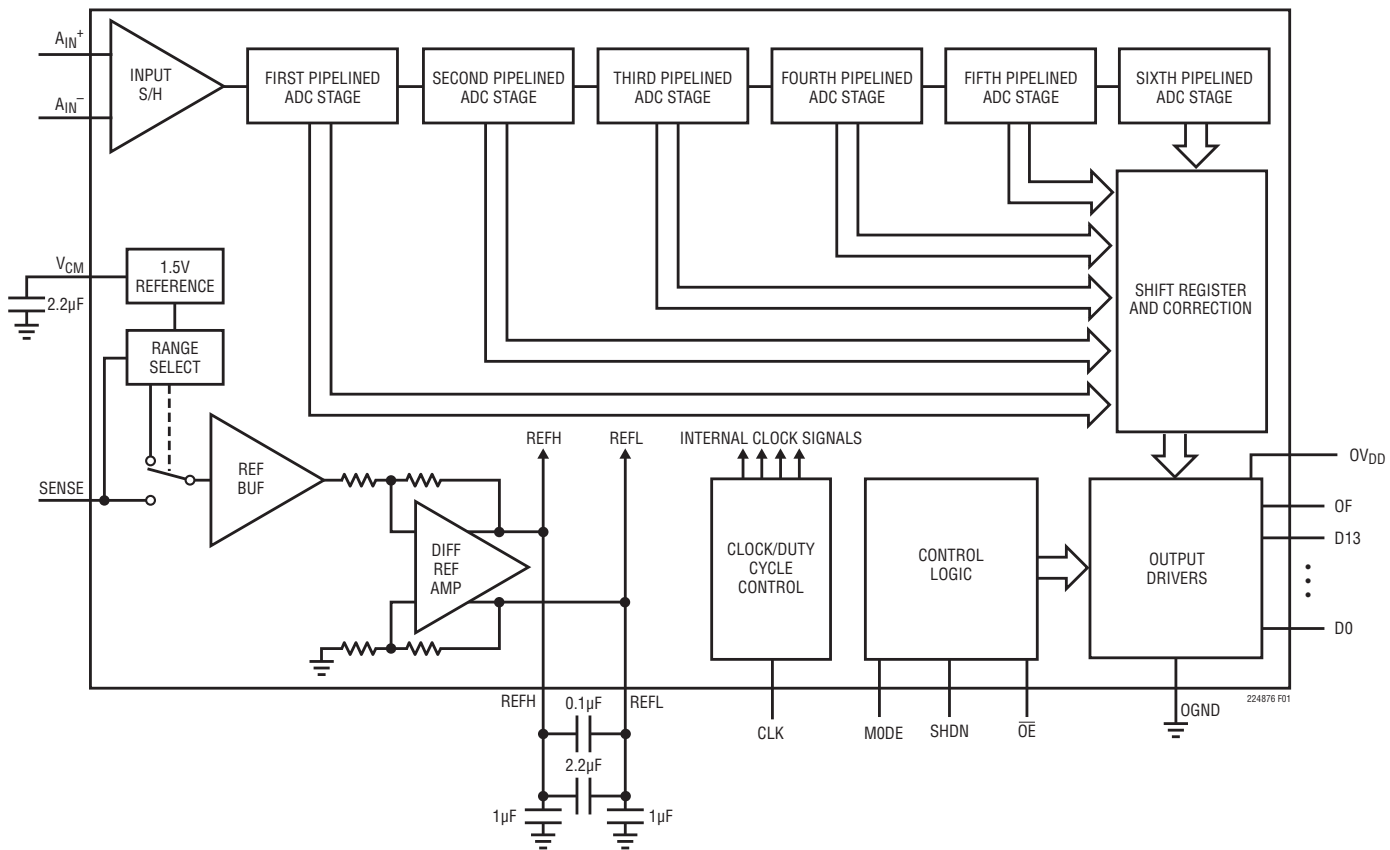 AIN+
AIN−
INPUT
S/H
FIRST PIPELINED
ADC STAGE
SECOND PIPELINED
ADC STAGE
THIRD PIPELINED
ADC STAGE
FOURTH PIPELINED
ADC STAGE
FIFTH PIPELINED
ADC STAGE
SIXTH PIPELINED
ADC STAGE
VCM
2.2µF
1.5V
REFERENCE
RANGE
SELECT
SHIFT REGISTER
AND CORRECTION
SENSE
REF
BUF
DIFF
REF
AMP
REFH
REFL
INTERNAL CLOCK SIGNALS
CLOCK/DUTY
CYCLE
CONTROL
CONTROL
LOGIC
OUTPUT
DRIVERS
OVDD
OF
D13
D0
REFH
0.1µF
REFL
2.2µF
1µF
1µF
CLK
MODE
SHDN
O̅E̅
OGND
224876 F01